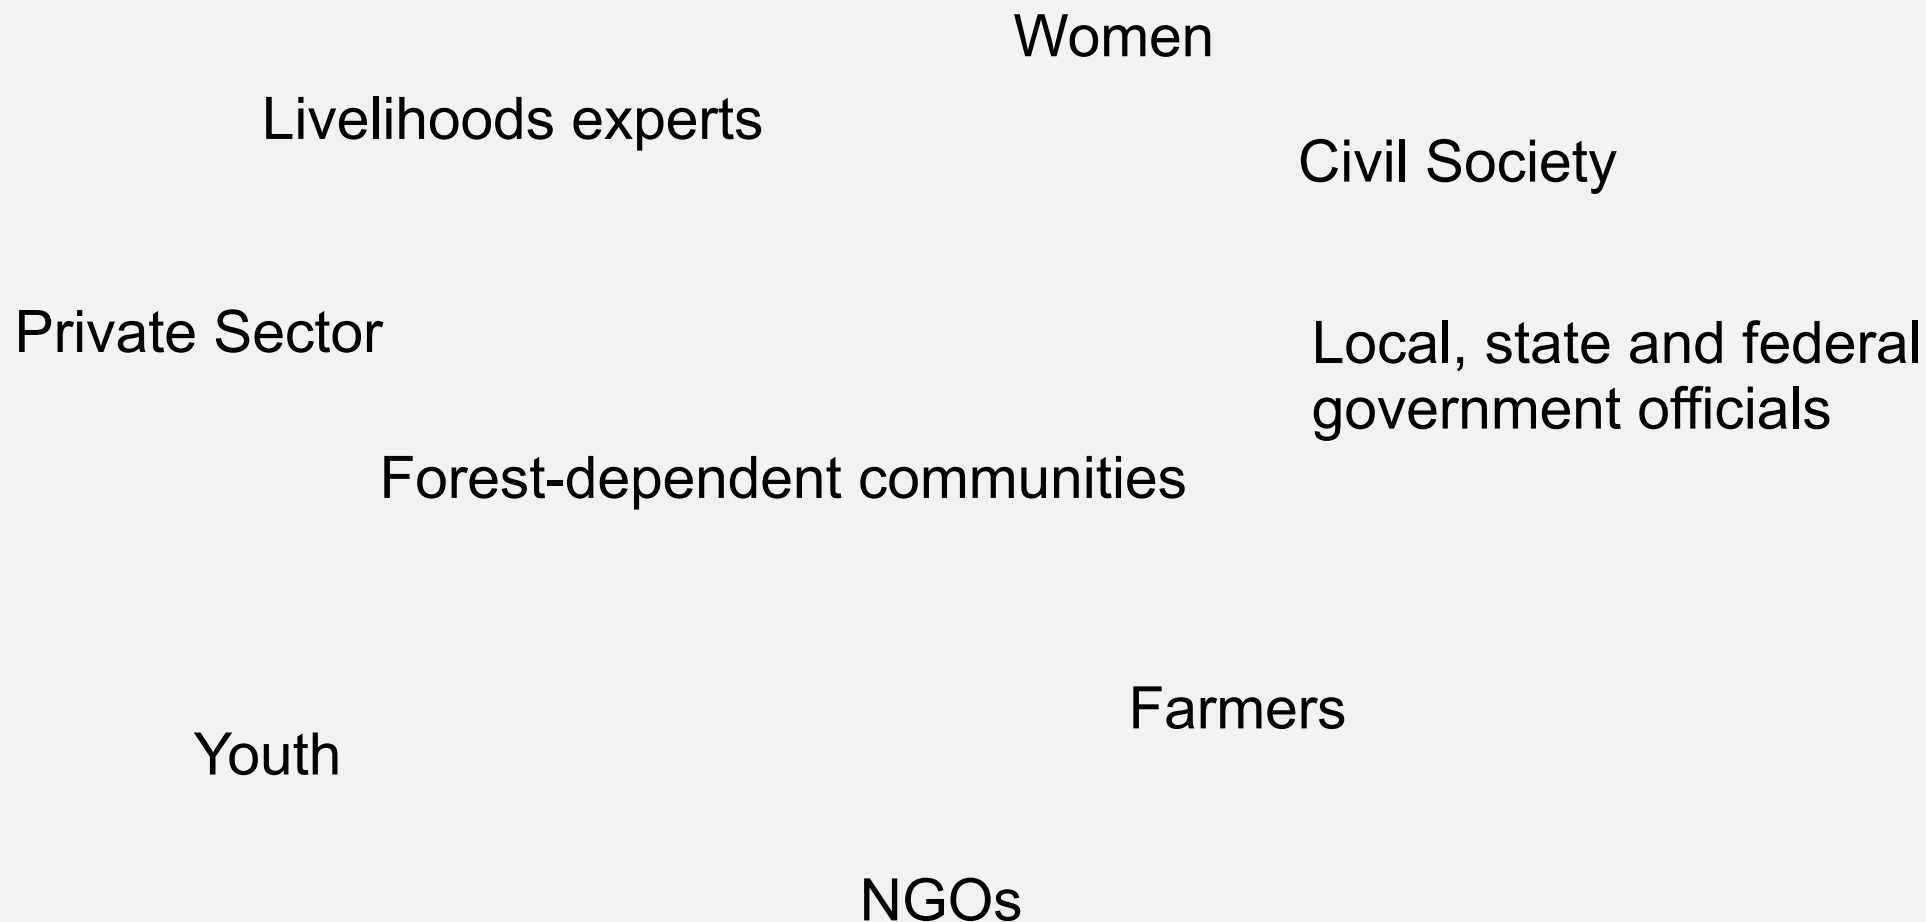 Women
Livelihoods experts
Civil Society
Private Sector
Local, state and federal
government officials
Forest-dependent communities
Farmers
Youth
NGOs